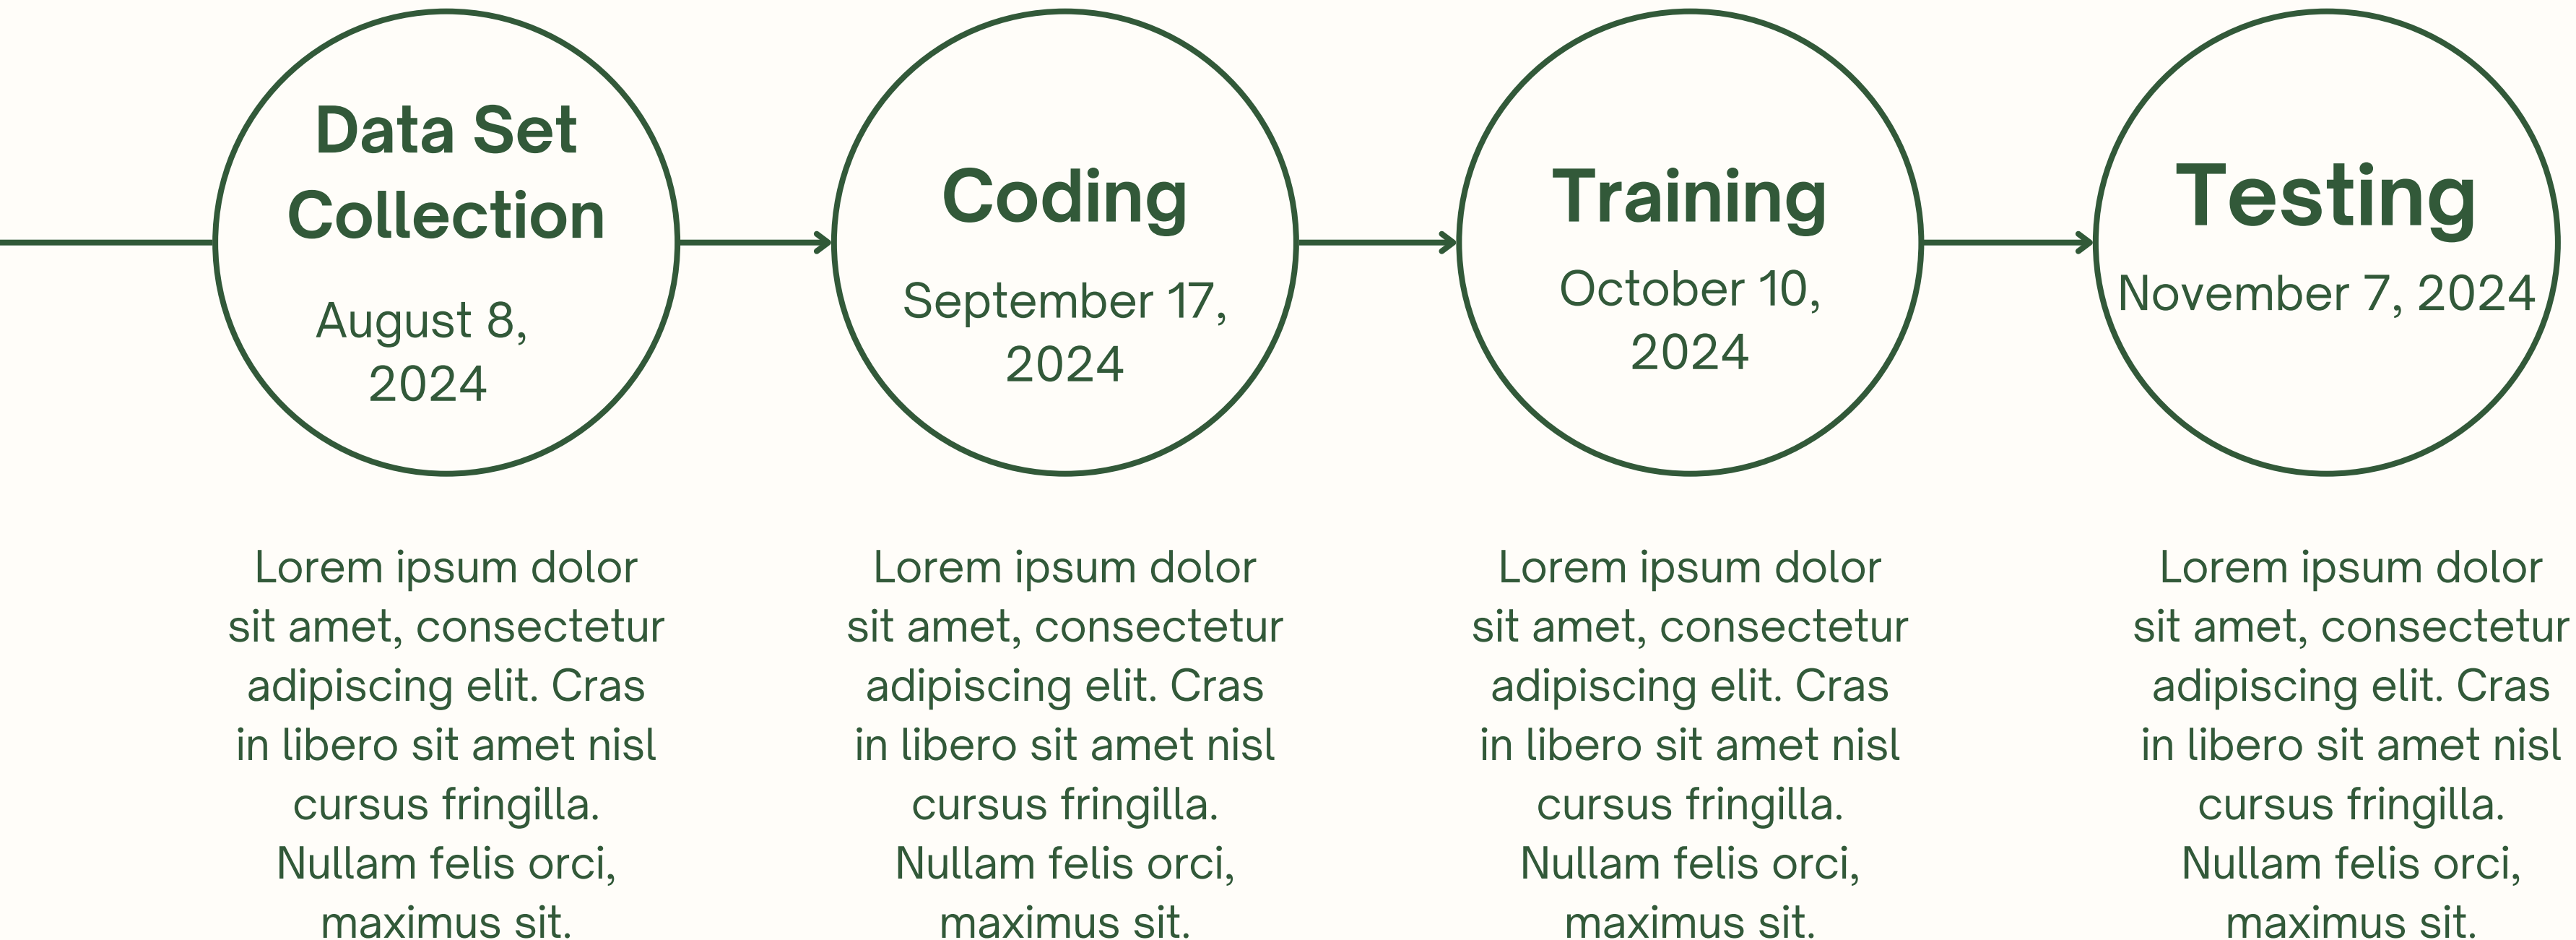 Data Set
Collection
August 8,
2024
Coding
September 17,
2024
Training
October 10,
2024
Testing
November 7, 2024
Lorem ipsum dolor
sit amet, consectetur
adipiscing elit. Cras
in libero sit amet nisl
cursus fringilla.
Nullam felis orci,
maximus sit.
Lorem ipsum dolor
sit amet, consectetur
adipiscing elit. Cras
in libero sit amet nisl
cursus fringilla.
Nullam felis orci,
maximus sit.
Lorem ipsum dolor
sit amet, consectetur
adipiscing elit. Cras
in libero sit amet nisl
cursus fringilla.
Nullam felis orci,
maximus sit.
Lorem ipsum dolor
sit amet, consectetur
adipiscing elit. Cras
in libero sit amet nisl
cursus fringilla.
Nullam felis orci,
maximus sit.